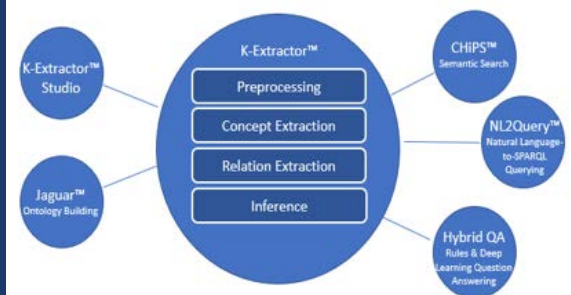 K-Extractor™
Studio
Jaguar™
Ontology Building
K-Extractor™
Preprocessing
Concept Extraction
Relation Extraction
Inference
CHiPS™
Semantic Search
NL2Query™
Natural Language-
to-SPARQL
Querying
Hybrid QA
Rules & Deep
Learning Question
Answering